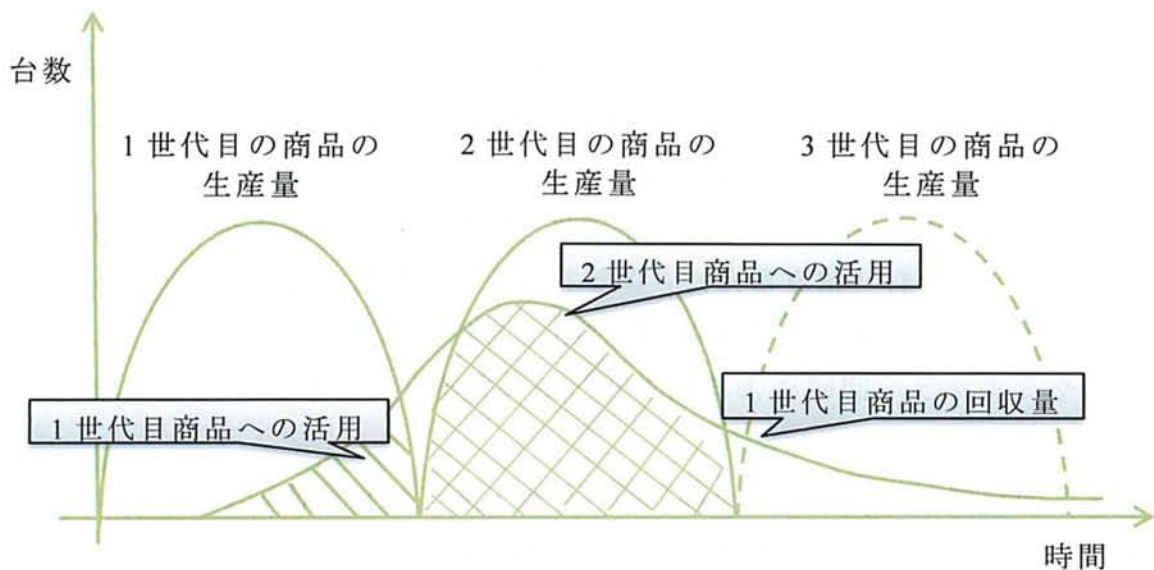 台数
1世代目の商品の
生産量
2世代目の商品の
生産量
3世代目の商品の
生産量
2世代目商品への活用
1世代目商品の回収量
1世代目商品への活用
時間